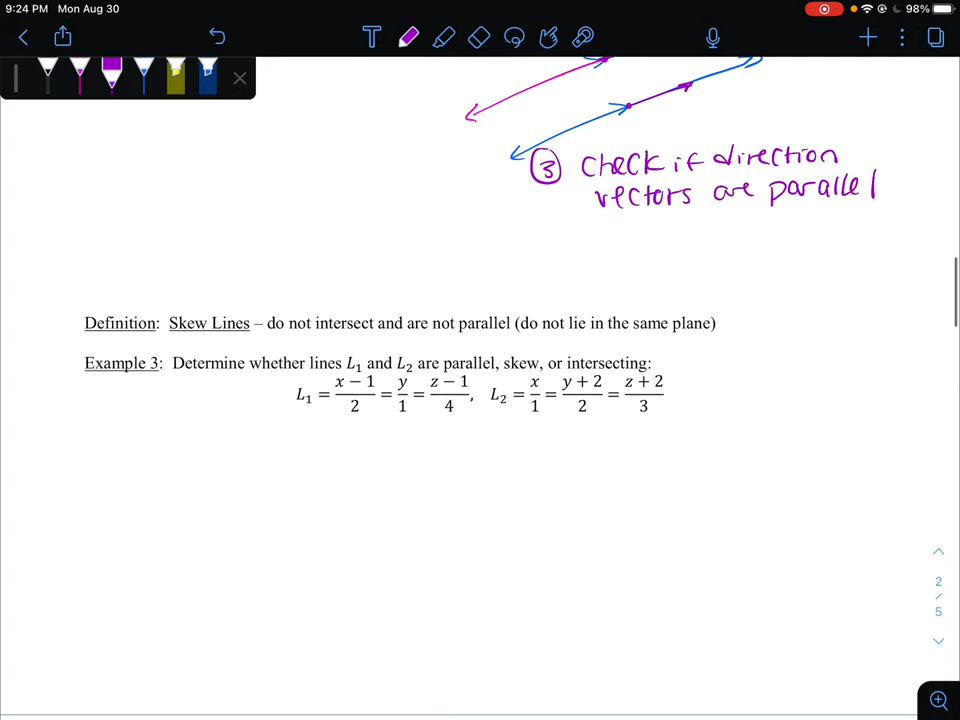 9:24 PM Mon Aug 30 98%
T
③ Check if direction
vectors are parallel
Definition: Skew Lines – do not intersect and are not parallel (do not lie in the same plane)
Example 3: Determine whether lines L₁ and L₂ are parallel, skew, or intersecting:
L₁ = (x − 1)/2 = y/1 = (z − 1)/4, L₂ = x/1 = (y + 2)/2 = (z + 2)/3
2
/
5